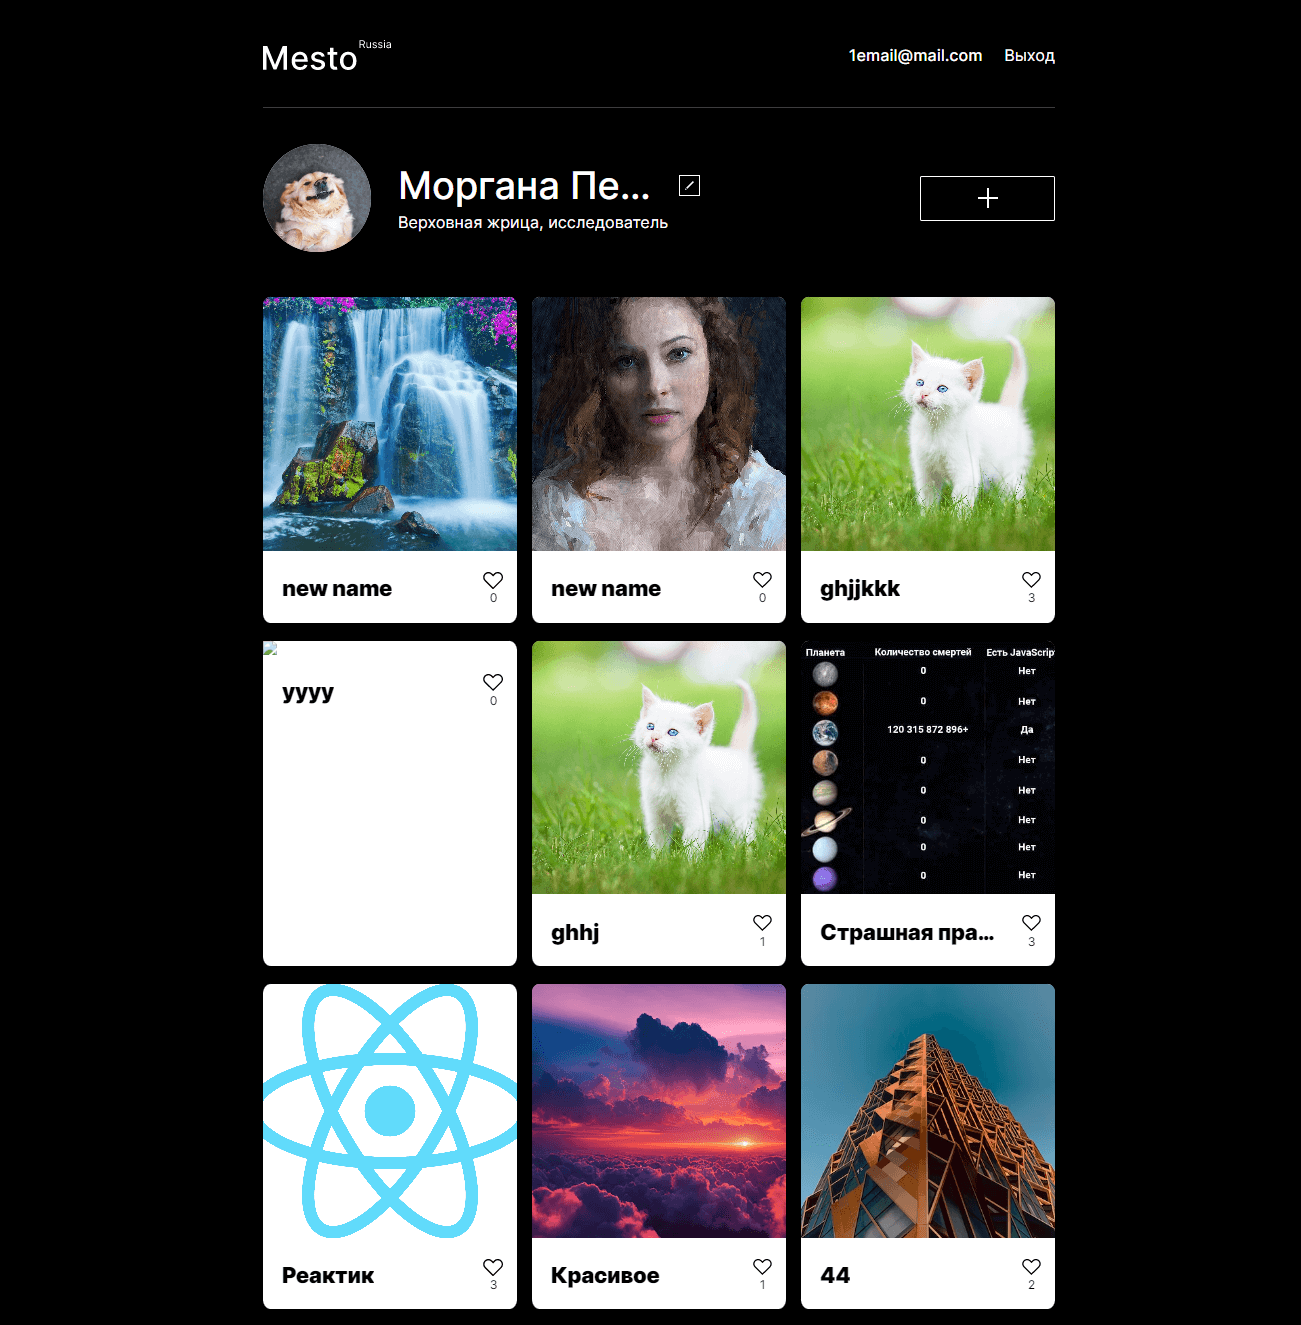 Mesto Russia
1email@mail.com Выход
Моргана Пе...
Верховная жрица, исследователь
new name
0
new name
0
ghjjkkk
3
yyyy
0
ghhj
1
Планета Количество смертей Есть JavaScrip
0 Нет
0 Нет
120 315 872 896+ Да
0 Нет
0 Нет
0 Нет
0 Нет
0 Нет
Страшная пра...
3
Реактик
3
Красивое
1
44
2